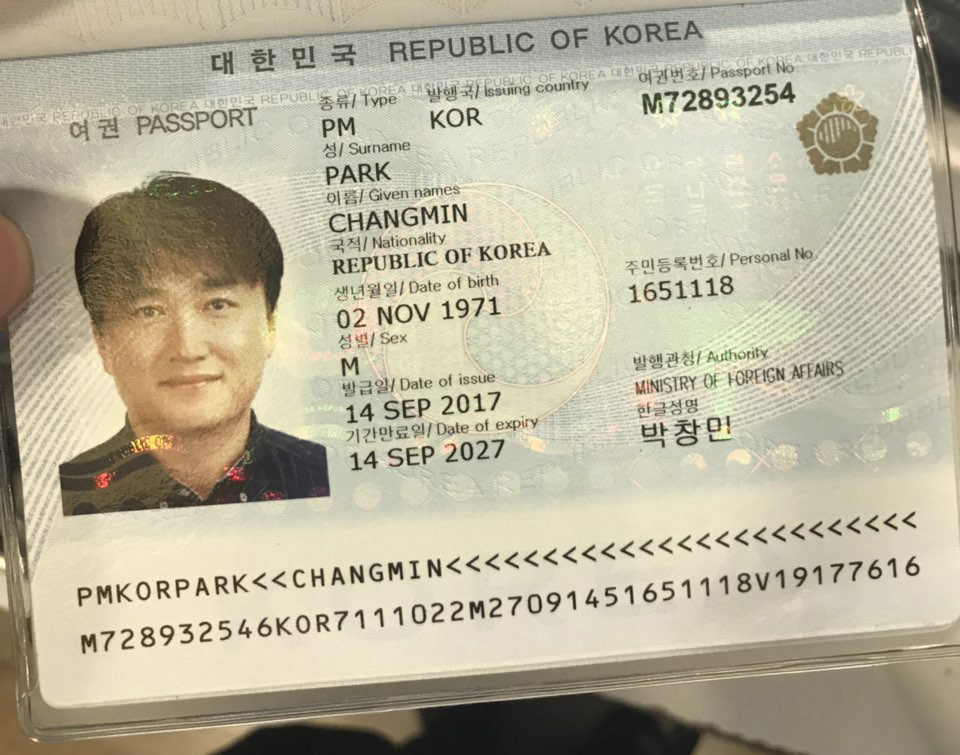 대한민국 REPUBLIC OF KOREA
여권 PASSPORT
종류/ Type
발행국/ Issuing country
여권번호/ Passport No.
PM
KOR
M72893254
성/ Surname
PARK
이름/ Given names
CHANGMIN
국적/ Nationality
REPUBLIC OF KOREA
생년월일/ Date of birth
주민등록번호/ Personal No.
02 NOV 1971
1651118
성별/ Sex
M
발급일/ Date of issue
발행관청/ Authority
14 SEP 2017
MINISTRY OF FOREIGN AFFAIRS
기간만료일/ Date of expiry
한글성명
14 SEP 2027
박창민
PMKORPARK<<CHANGMIN<<<<<<<<<<<<<<<<<<<<<<<<<
M728932546KOR7111022M27091451651118V19177616